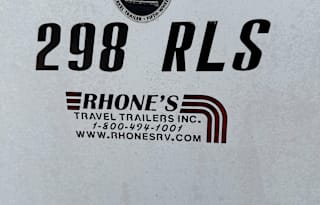 298 RLS
RHONE'S
TRAVEL TRAILERS INC.
1-800-494-1001
WWW.RHONESRV.COM